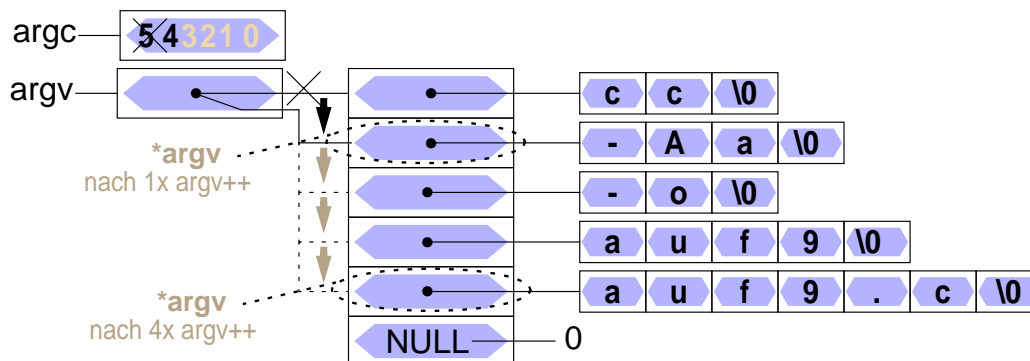 argc 5 4 3 2 1 0
argv c c \0
- A a \0
*argv
nach 1x argv++
- o \0
a u f 9 \0
*argv
a u f 9 . c \0
nach 4x argv++
NULL 0